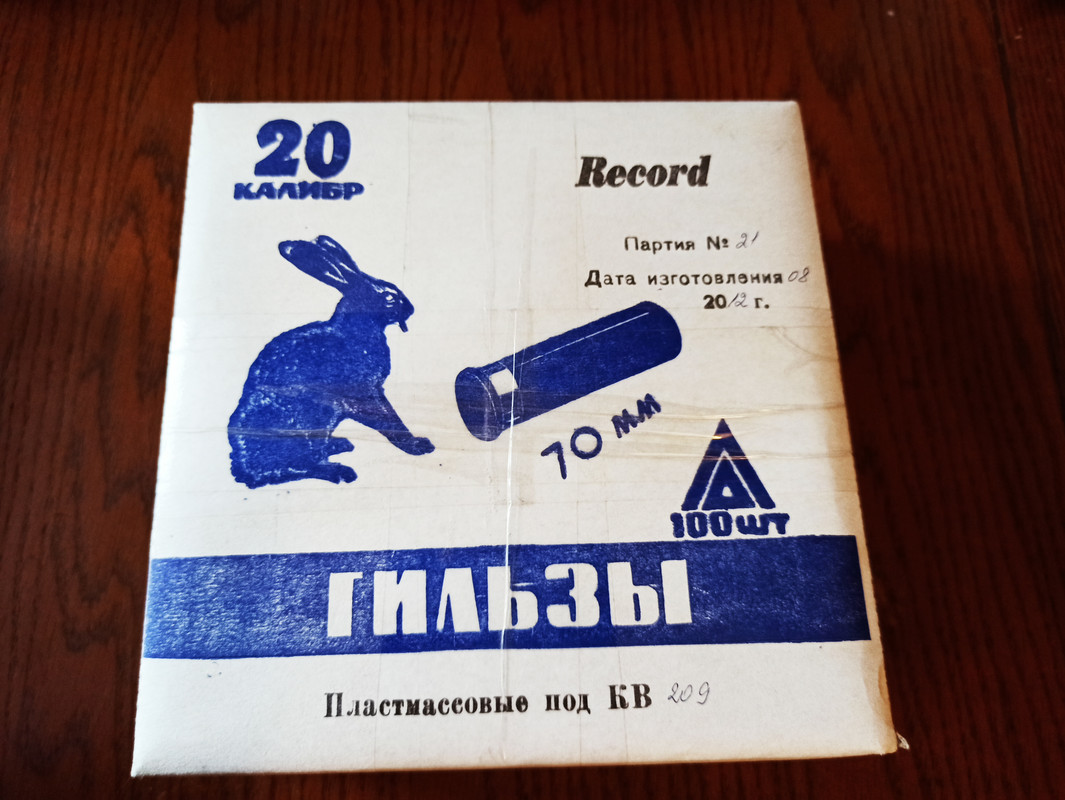 20
КАЛИБР
Record
Партия № 21
Дата изготовления 08
2012 г.
70 мм
100 шт
ГИЛЬЗЫ
Пластмассовые под КВ 209